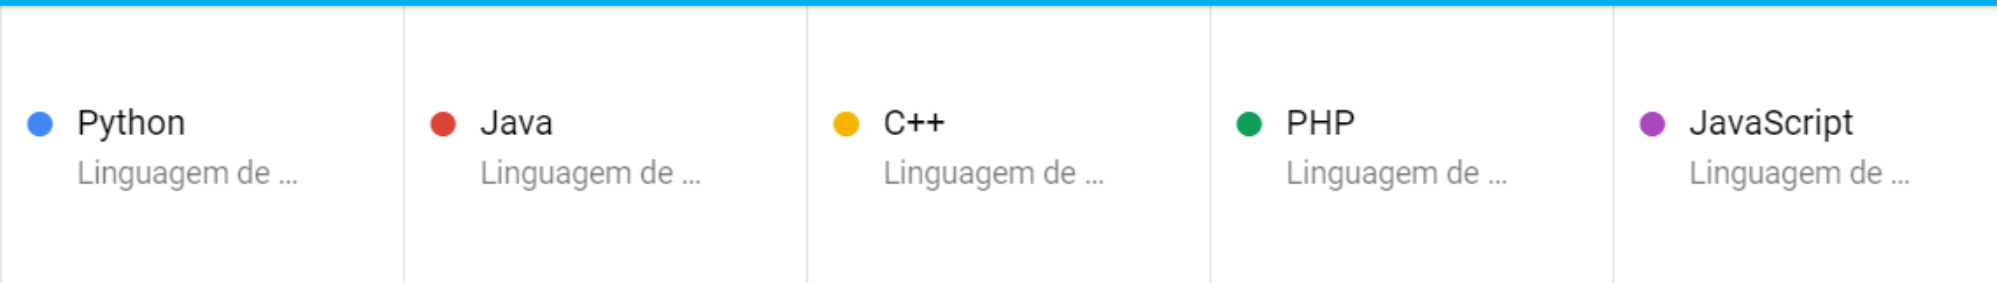 Python
Linguagem de ...
Java
Linguagem de ...
C++
Linguagem de ...
PHP
Linguagem de ...
JavaScript
Linguagem de ...